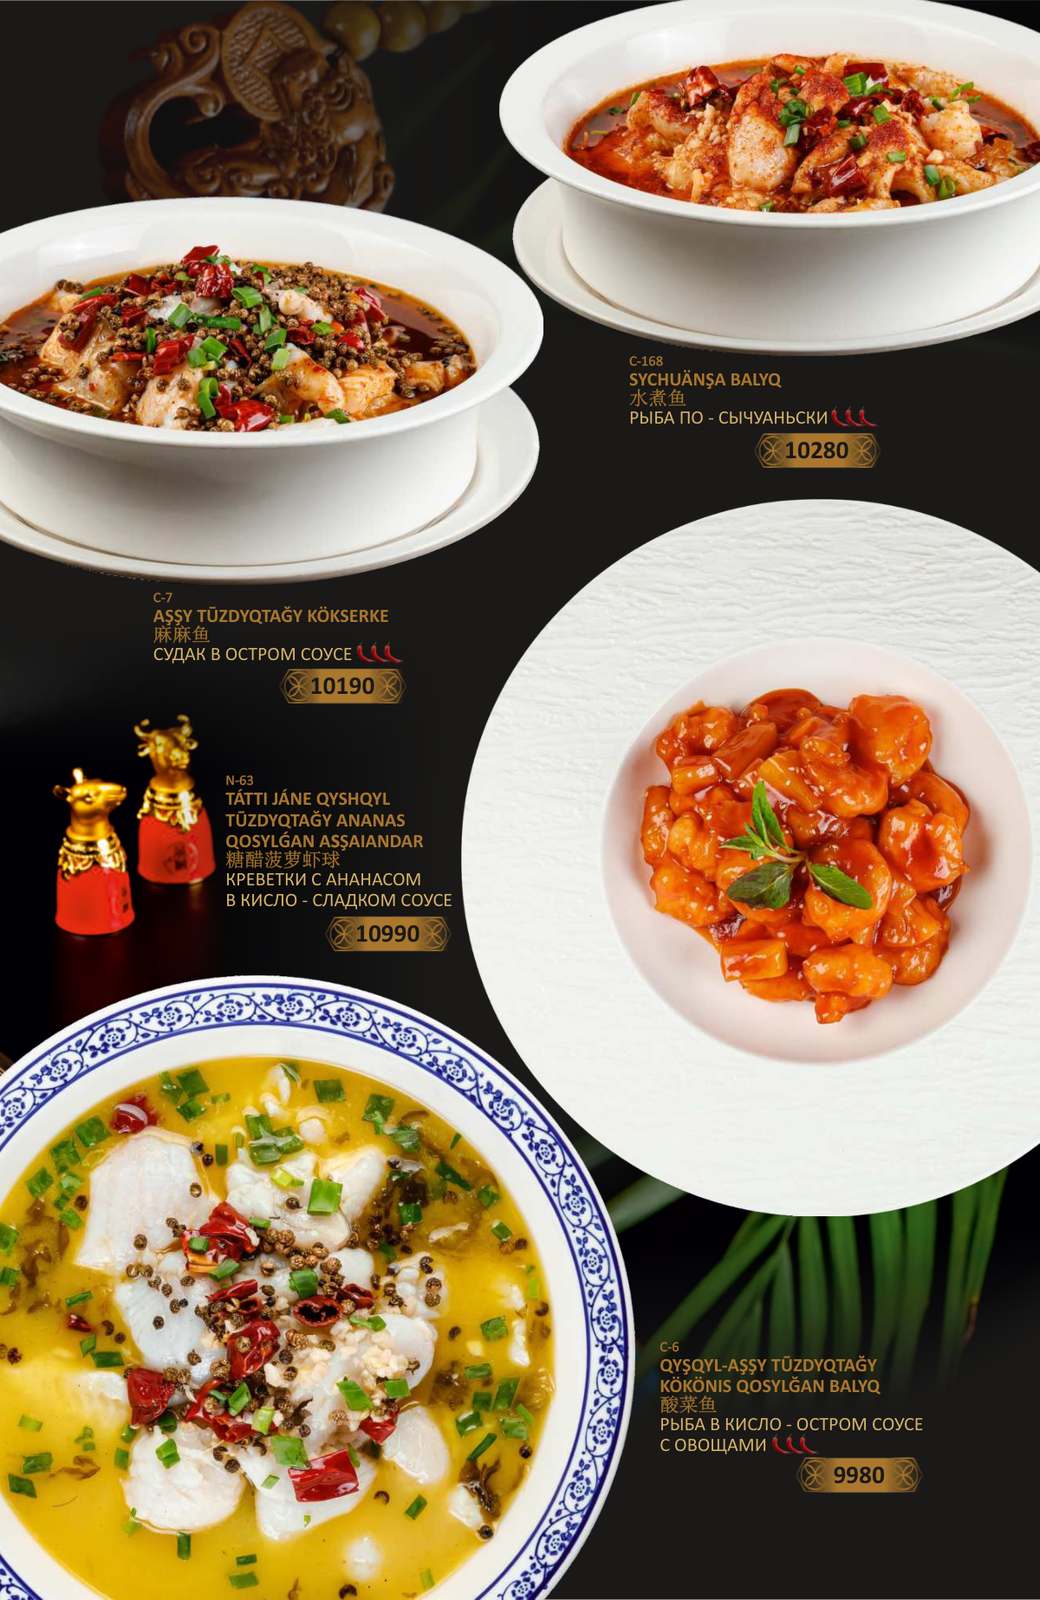 C-168
SYCHUÄNŞA BALYQ
水煮鱼
РЫБА ПО - СЫЧУАНЬСКИ
10280
C-7
AŞŞY TŪZDYQTAĞY KÖKSERKE
麻麻鱼
СУДАК В ОСТРОМ СОУСЕ
10190
N-63
TÁTTI JÁNE QYSHQYL
TŪZDYQTAĞY ANANAS
QOSYLǴAN ASŞAIANDAR
糖醋菠萝虾球
КРЕВЕТКИ С АНАНАСОМ
В КИСЛО - СЛАДКОМ СОУСЕ
10990
C-6
QYŞQYL-AŞŞY TŪZDYQTAĞY
KÖKÖNIS QOSYLĞAN BALYQ
酸菜鱼
РЫБА В КИСЛО - ОСТРОМ СОУСЕ
С ОВОЩАМИ
9980